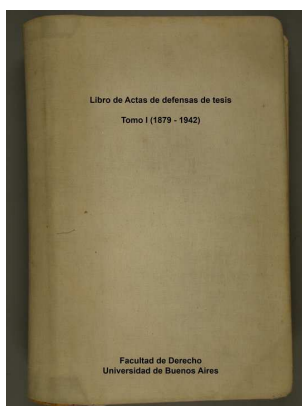 Libro de Actas de defensas de tesis
Tomo I (1879 - 1942)
Facultad de Derecho
Universidad de Buenos Aires